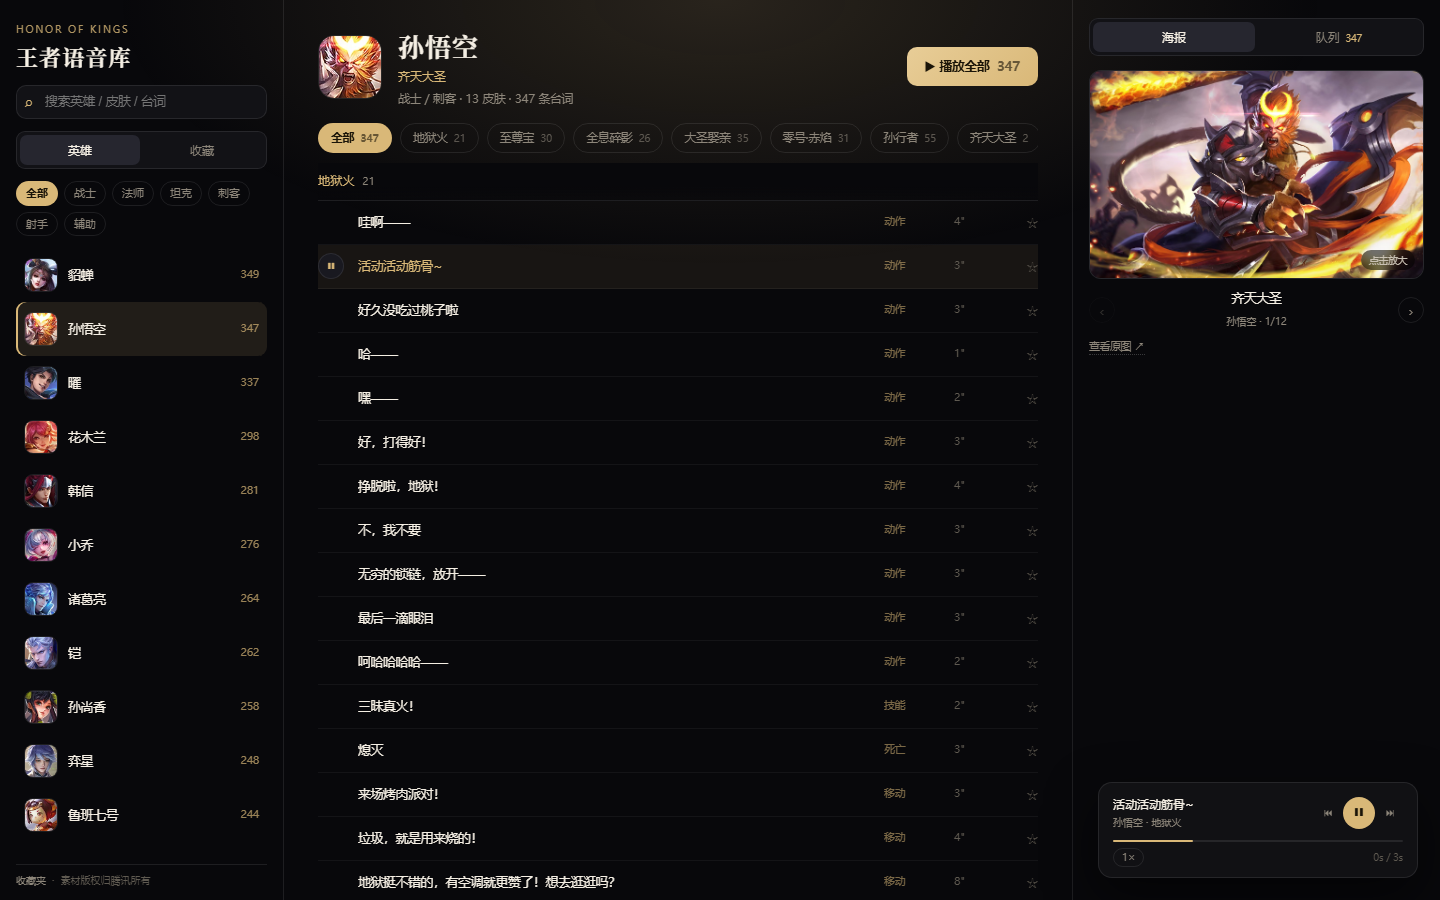 HONOR OF KINGS
王者语音库
搜索英雄 / 皮肤 / 台词
英雄 收藏
全部 战士 法师 坦克 刺客
射手 辅助
貂蝉 349
孙悟空 347
曜 337
花木兰 298
韩信 281
小乔 276
诸葛亮 264
铠 262
孙尚香 258
弈星 248
鲁班七号 244
收藏夹 · 素材版权归腾讯所有
孙悟空
齐天大圣
战士 / 刺客 · 13 皮肤 · 347 条台词
▶ 播放全部 347
全部 347 地狱火 21 至尊宝 30 全息碎影 26 大圣娶亲 35 零号·赤焰 31 孙行者 55 齐天大圣 2
地狱火 21
哇啊—— 动作 4"
活动活动筋骨~ 动作 3"
好久没吃过桃子啦 动作 3"
哈—— 动作 1"
嘿—— 动作 2"
好，打得好！ 动作 3"
挣脱啦，地狱！ 动作 4"
不，我不要 动作 3"
无穷的锁链，放开—— 动作 3"
最后一滴眼泪 动作 3"
呵哈哈哈哈—— 动作 2"
三昧真火！ 技能 2"
熄灭 死亡 3"
来场烤肉派对！ 移动 3"
垃圾，就是用来烧的！ 移动 4"
地狱挺不错的，有空调就更赞了！想去逛逛吗？ 移动 8"
海报 队列 347
点击放大
齐天大圣
孙悟空 · 1/12
查看原图 ↗
活动活动筋骨~
孙悟空 · 地狱火
1× 0s / 3s